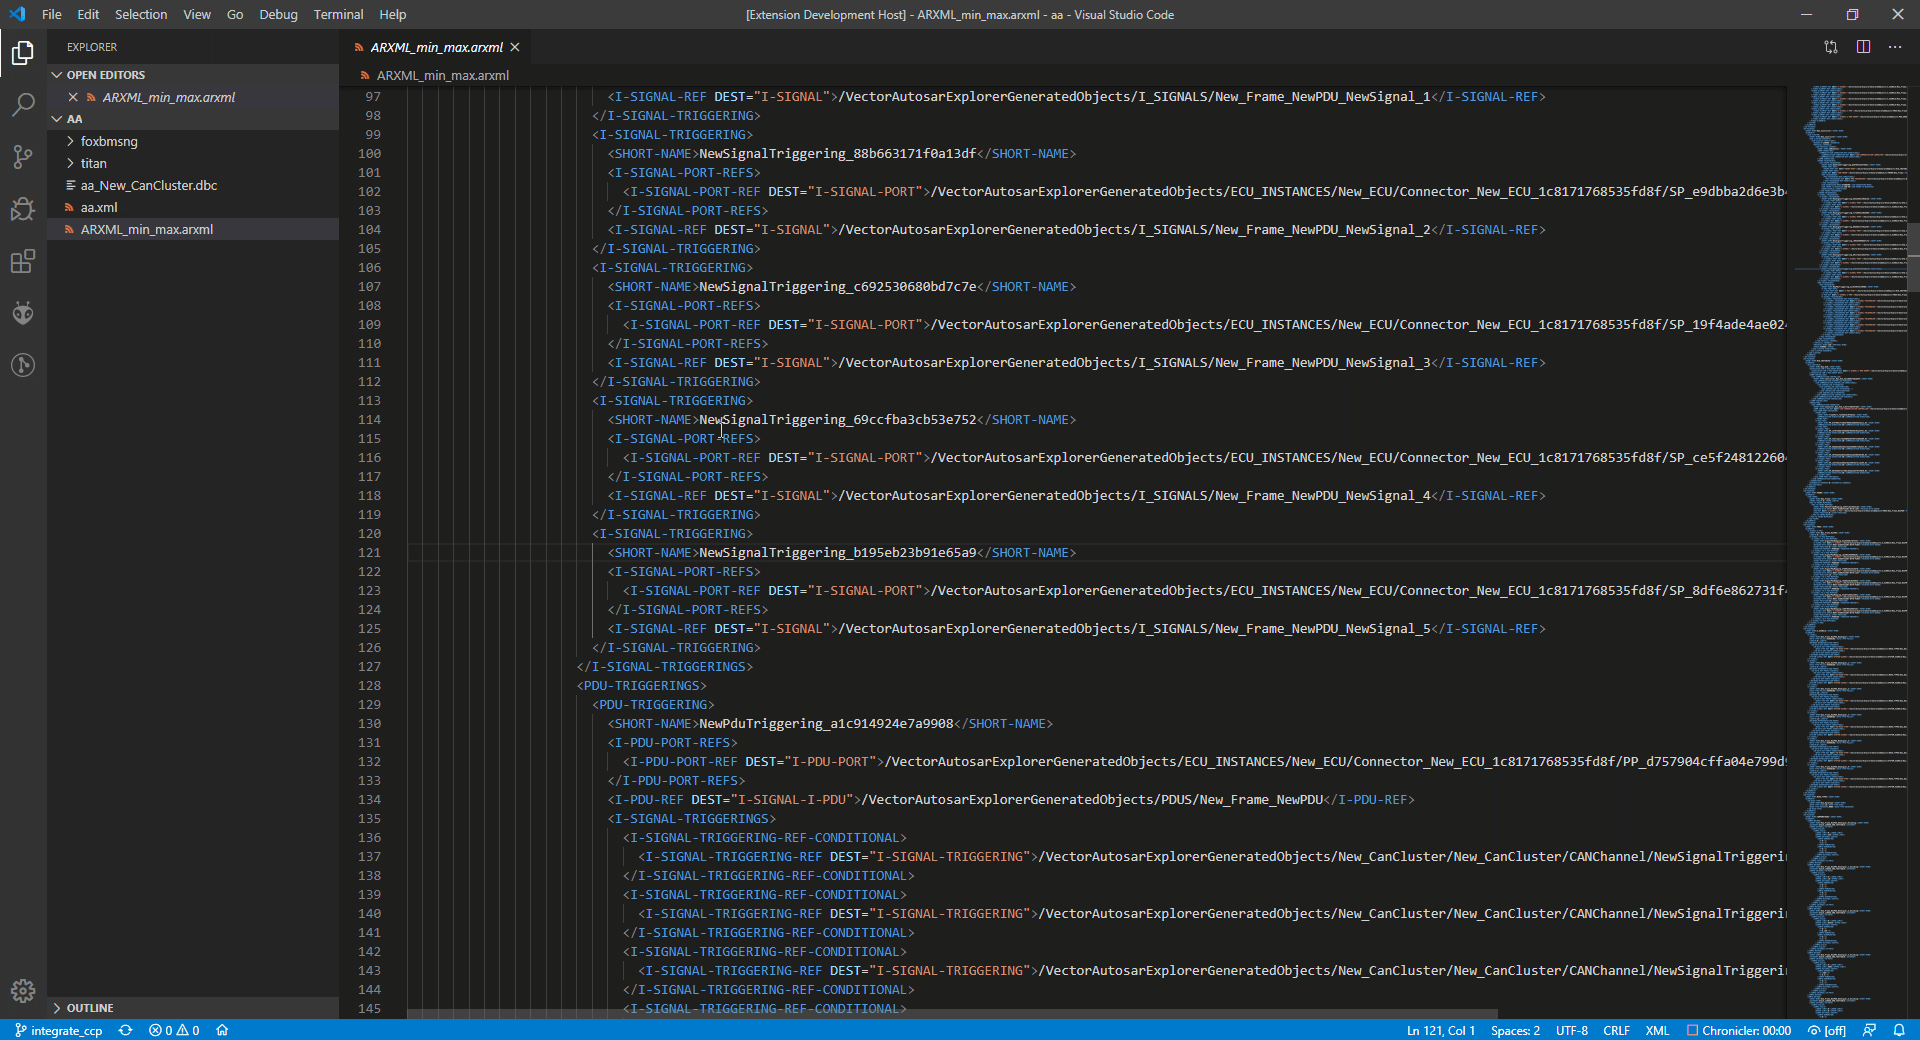 File Edit Selection View Go Debug Terminal Help
[Extension Development Host] - ARXML_min_max.arxml - aa - Visual Studio Code
EXPLORER
OPEN EDITORS
ARXML_min_max.arxml
AA
foxbmsng
titan
aa_New_CanCluster.dbc
aa.xml
ARXML_min_max.arxml
OUTLINE
ARXML_min_max.arxml
ARXML_min_max.arxml
97 <I-SIGNAL-REF DEST="I-SIGNAL">/VectorAutosarExplorerGeneratedObjects/I_SIGNALS/New_Frame_NewPDU_NewSignal_1</I-SIGNAL-REF>
98 </I-SIGNAL-TRIGGERING>
99 <I-SIGNAL-TRIGGERING>
100 <SHORT-NAME>NewSignalTriggering_88b663171f0a13df</SHORT-NAME>
101 <I-SIGNAL-PORT-REFS>
102 <I-SIGNAL-PORT-REF DEST="I-SIGNAL-PORT">/VectorAutosarExplorerGeneratedObjects/ECU_INSTANCES/New_ECU/Connector_New_ECU_1c8171768535fd8f/SP_e9dbba2d6e3b4
103 </I-SIGNAL-PORT-REFS>
104 <I-SIGNAL-REF DEST="I-SIGNAL">/VectorAutosarExplorerGeneratedObjects/I_SIGNALS/New_Frame_NewPDU_NewSignal_2</I-SIGNAL-REF>
105 </I-SIGNAL-TRIGGERING>
106 <I-SIGNAL-TRIGGERING>
107 <SHORT-NAME>NewSignalTriggering_c692530680bd7c7e</SHORT-NAME>
108 <I-SIGNAL-PORT-REFS>
109 <I-SIGNAL-PORT-REF DEST="I-SIGNAL-PORT">/VectorAutosarExplorerGeneratedObjects/ECU_INSTANCES/New_ECU/Connector_New_ECU_1c8171768535fd8f/SP_19f4ade4ae024
110 </I-SIGNAL-PORT-REFS>
111 <I-SIGNAL-REF DEST="I-SIGNAL">/VectorAutosarExplorerGeneratedObjects/I_SIGNALS/New_Frame_NewPDU_NewSignal_3</I-SIGNAL-REF>
112 </I-SIGNAL-TRIGGERING>
113 <I-SIGNAL-TRIGGERING>
114 <SHORT-NAME>NewSignalTriggering_69ccfba3cb53e752</SHORT-NAME>
115 <I-SIGNAL-PORT-REFS>
116 <I-SIGNAL-PORT-REF DEST="I-SIGNAL-PORT">/VectorAutosarExplorerGeneratedObjects/ECU_INSTANCES/New_ECU/Connector_New_ECU_1c8171768535fd8f/SP_ce5f248122604
117 </I-SIGNAL-PORT-REFS>
118 <I-SIGNAL-REF DEST="I-SIGNAL">/VectorAutosarExplorerGeneratedObjects/I_SIGNALS/New_Frame_NewPDU_NewSignal_4</I-SIGNAL-REF>
119 </I-SIGNAL-TRIGGERING>
120 <I-SIGNAL-TRIGGERING>
121 <SHORT-NAME>NewSignalTriggering_b195eb23b91e65a9</SHORT-NAME>
122 <I-SIGNAL-PORT-REFS>
123 <I-SIGNAL-PORT-REF DEST="I-SIGNAL-PORT">/VectorAutosarExplorerGeneratedObjects/ECU_INSTANCES/New_ECU/Connector_New_ECU_1c8171768535fd8f/SP_8df6e862731f4
124 </I-SIGNAL-PORT-REFS>
125 <I-SIGNAL-REF DEST="I-SIGNAL">/VectorAutosarExplorerGeneratedObjects/I_SIGNALS/New_Frame_NewPDU_NewSignal_5</I-SIGNAL-REF>
126 </I-SIGNAL-TRIGGERING>
127 </I-SIGNAL-TRIGGERINGS>
128 <PDU-TRIGGERINGS>
129 <PDU-TRIGGERING>
130 <SHORT-NAME>NewPduTriggering_a1c914924e7a9908</SHORT-NAME>
131 <I-PDU-PORT-REFS>
132 <I-PDU-PORT-REF DEST="I-PDU-PORT">/VectorAutosarExplorerGeneratedObjects/ECU_INSTANCES/New_ECU/Connector_New_ECU_1c8171768535fd8f/PP_d757904cffa04e799d9
133 </I-PDU-PORT-REFS>
134 <I-PDU-REF DEST="I-SIGNAL-I-PDU">/VectorAutosarExplorerGeneratedObjects/PDUS/New_Frame_NewPDU</I-PDU-REF>
135 <I-SIGNAL-TRIGGERINGS>
136 <I-SIGNAL-TRIGGERING-REF-CONDITIONAL>
137 <I-SIGNAL-TRIGGERING-REF DEST="I-SIGNAL-TRIGGERING">/VectorAutosarExplorerGeneratedObjects/New_CanCluster/New_CanCluster/CANChannel/NewSignalTriggerin
138 </I-SIGNAL-TRIGGERING-REF-CONDITIONAL>
139 <I-SIGNAL-TRIGGERING-REF-CONDITIONAL>
140 <I-SIGNAL-TRIGGERING-REF DEST="I-SIGNAL-TRIGGERING">/VectorAutosarExplorerGeneratedObjects/New_CanCluster/New_CanCluster/CANChannel/NewSignalTriggerin
141 </I-SIGNAL-TRIGGERING-REF-CONDITIONAL>
142 <I-SIGNAL-TRIGGERING-REF-CONDITIONAL>
143 <I-SIGNAL-TRIGGERING-REF DEST="I-SIGNAL-TRIGGERING">/VectorAutosarExplorerGeneratedObjects/New_CanCluster/New_CanCluster/CANChannel/NewSignalTriggerin
144 </I-SIGNAL-TRIGGERING-REF-CONDITIONAL>
145 <I-SIGNAL-TRIGGERING-REF-CONDITIONAL>
integrate_ccp 0 0 Ln 121, Col 1 Spaces: 2 UTF-8 CRLF XML Chronicler: 00:00 [off]